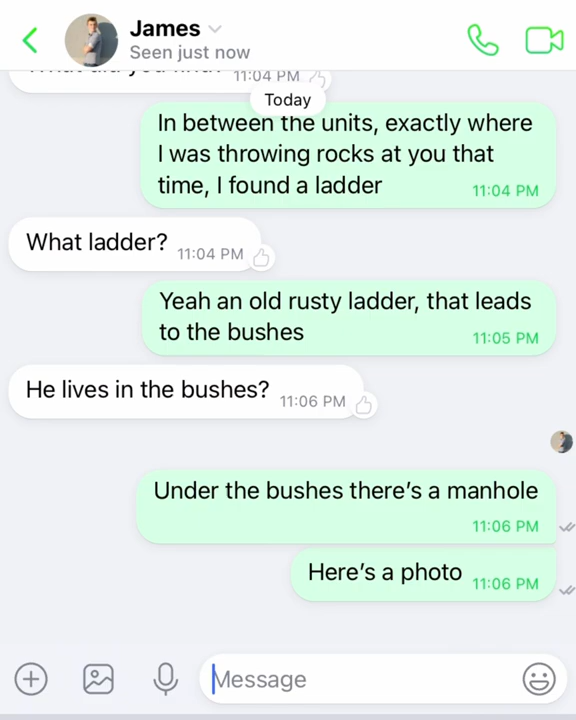 James
Seen just now
11:04 PM
Today
In between the units, exactly where
I was throwing rocks at you that
time, I found a ladder
11:04 PM
What ladder?
11:04 PM
Yeah an old rusty ladder, that leads
to the bushes
11:05 PM
He lives in the bushes?
11:06 PM
Under the bushes there’s a manhole
11:06 PM
Here’s a photo
11:06 PM
Message